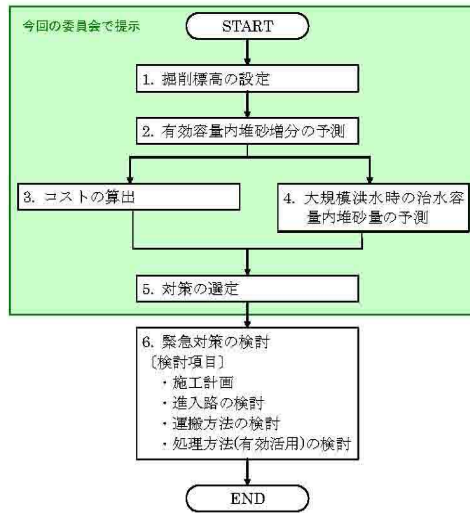 今回の委員会で提示
START
1. 掘削標高の設定
2. 有効容量内堆砂増分の予測
3. コストの算出
4. 大規模洪水時の治水容
量内堆砂量の予測
5. 対策の選定
6. 緊急対策の検討
〔検討項目〕
・施工計画
・進入路の検討
・運搬方法の検討
・処理方法(有効活用)の検討
END